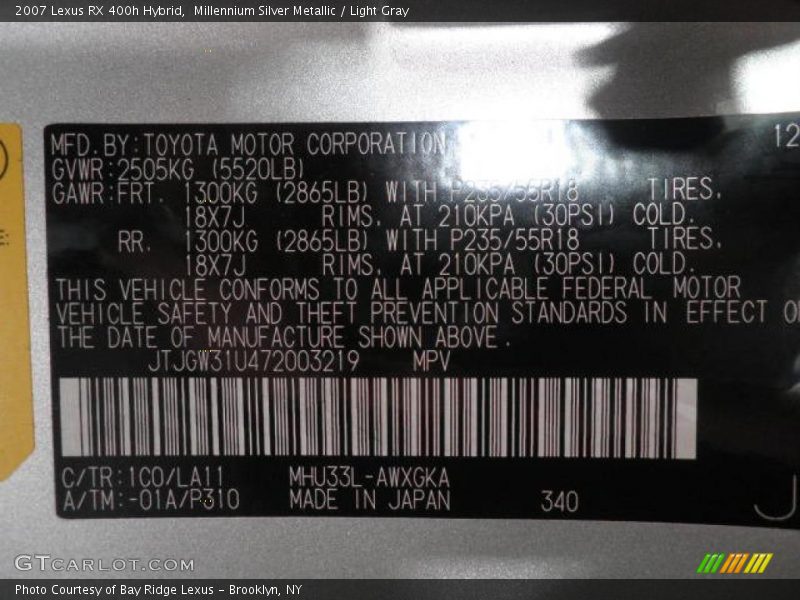 2007 Lexus RX 400h Hybrid,  Millennium Silver Metallic / Light Gray
12
MFD.BY:TOYOTA MOTOR CORPORATION
GVWR:2505KG (5520LB)
GAWR:FRT. 1300KG (2865LB) WITH P235/55R18 TIRES.
18X7J RIMS. AT 210KPA (30PSI) COLD.
RR. 1300KG (2865LB) WITH P235/55R18 TIRES.
18X7J RIMS. AT 210KPA (30PSI) COLD.
THIS VEHICLE CONFORMS TO ALL APPLICABLE FEDERAL MOTOR
VEHICLE SAFETY AND THEFT PREVENTION STANDARDS IN EFFECT O
THE DATE OF MANUFACTURE SHOWN ABOVE.
JTJGW31U472003219 MPV
C/TR:1C0/LA11 MHU33L-AWXGKA
A/TM:-01A/P310 MADE IN JAPAN 340
GTCARLOT.COM
Photo Courtesy of Bay Ridge Lexus - Brooklyn, NY